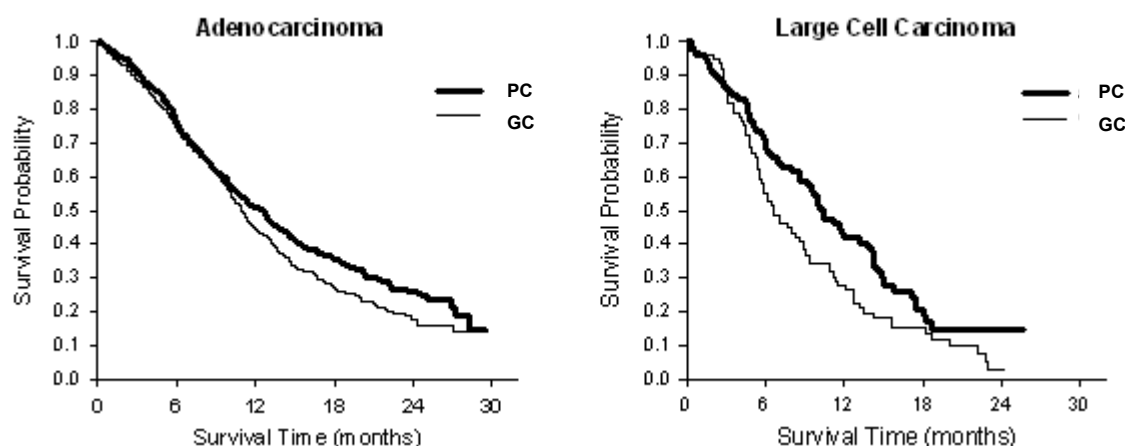 Adenocarcinoma
1.0
0.9
0.8
0.7
0.6
0.5
0.4
0.3
0.2
0.1
0.0
Survival Probability
PC
GC
0 6 12 18 24 30
Survival Time (months)
Large Cell Carcinoma
1.0
0.9
0.8
0.7
0.6
0.5
0.4
0.3
0.2
0.1
0.0
Survival Probability
PC
GC
0 6 12 18 24 30
Survival Time (months)